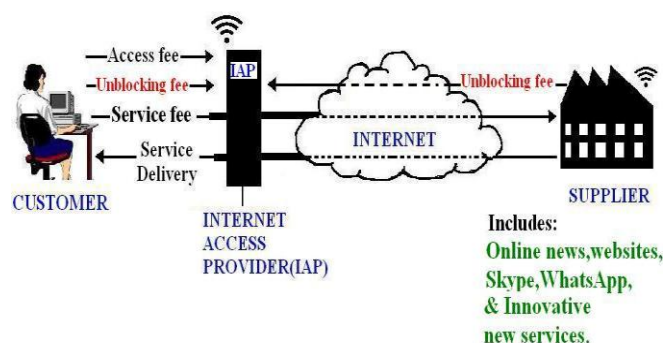 Access fee
IAP
Unblocking fee
Unblocking fee
Service fee
INTERNET
Service
Delivery
CUSTOMER
SUPPLIER
INTERNET
ACCESS
PROVIDER(IAP)
Includes:
Online news,websites,
Skype,WhatsApp,
& Innovative
new services.